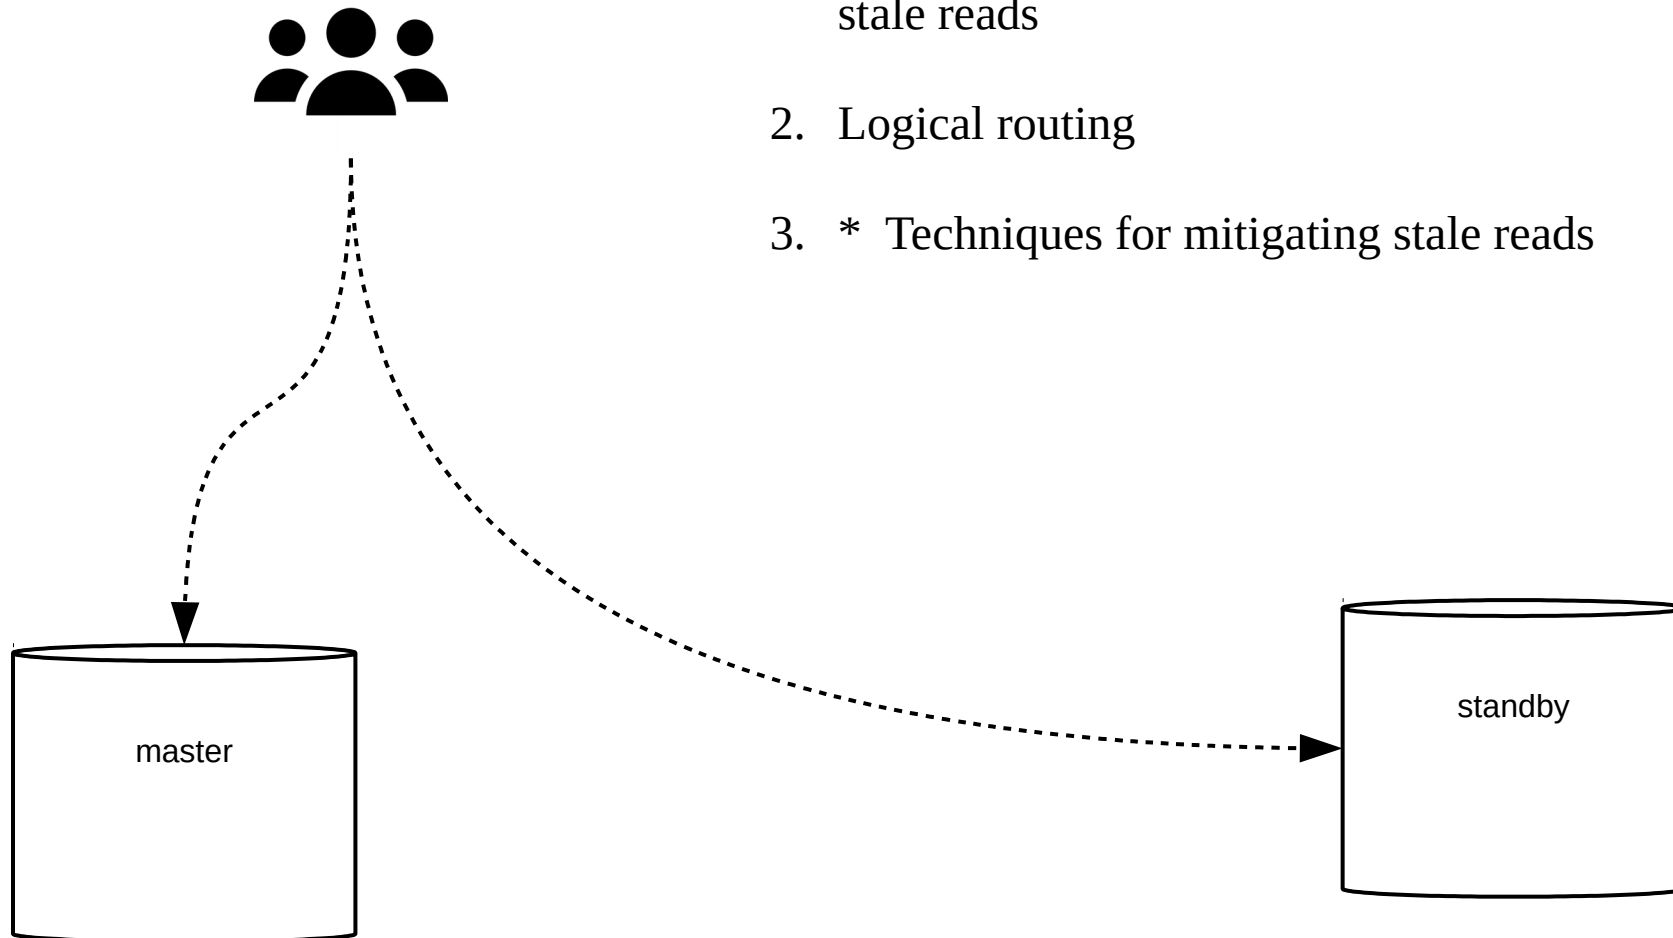 stale reads
2. Logical routing
3. * Techniques for mitigating stale reads
standby
master